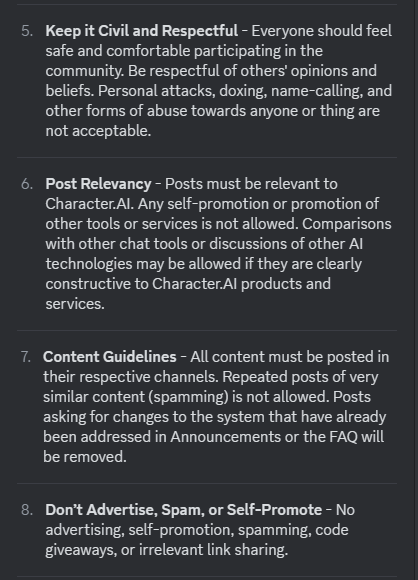 5. Keep it Civil and Respectful - Everyone should feel
safe and comfortable participating in the
community. Be respectful of others' opinions and
beliefs. Personal attacks, doxing, name-calling, and
other forms of abuse towards anyone or thing are
not acceptable.
6. Post Relevancy - Posts must be relevant to
Character.AI. Any self-promotion or promotion of
other tools or services is not allowed. Comparisons
with other chat tools or discussions of other AI
technologies may be allowed if they are clearly
constructive to Character.AI products and
services.
7. Content Guidelines - All content must be posted in
their respective channels. Repeated posts of very
similar content (spamming) is not allowed. Posts
asking for changes to the system that have already
been addressed in Announcements or the FAQ will
be removed.
8. Don't Advertise, Spam, or Self-Promote - No
advertising, self-promotion, spamming, code
giveaways, or irrelevant link sharing.